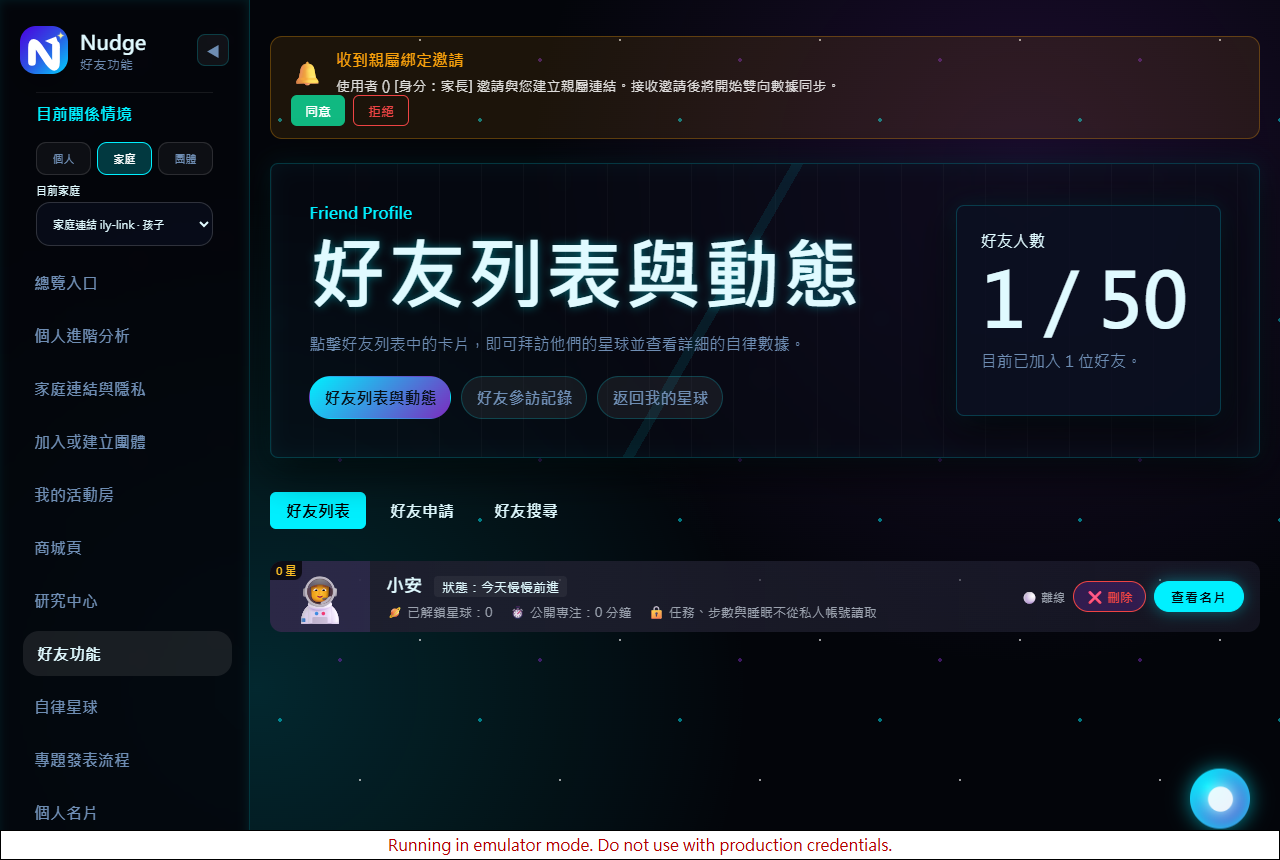 Nudge
好友功能
◀
目前關係情境
個人
家庭
團體
目前家庭
家庭連結 ily-link · 孩子
總覽入口
個人進階分析
家庭連結與隱私
加入或建立團體
我的活動房
商城頁
研究中心
好友功能
自律星球
專題發表流程
個人名片
收到親屬綁定邀請
使用者 () [身分：家長] 邀請與您建立親屬連結。接收邀請後將開始雙向數據同步。
同意
拒絕
Friend Profile
好友列表與動態
點擊好友列表中的卡片，即可拜訪他們的星球並查看詳細的自律數據。
好友列表與動態
好友參訪記錄
返回我的星球
好友人數
1 / 50
目前已加入 1 位好友。
好友列表
好友申請
好友搜尋
0 星
小安
狀態：今天慢慢前進
已解鎖星球：0
公開專注：0 分鐘
任務、步數與睡眠不從私人帳號讀取
離線
❌ 刪除
查看名片
Running in emulator mode. Do not use with production credentials.